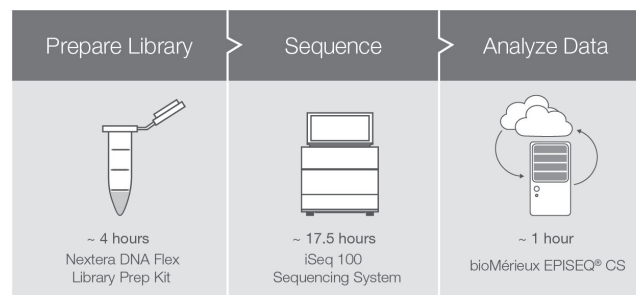 Prepare Library
Sequence
Analyze Data
~ 4 hours
Nextera DNA Flex
Library Prep Kit
~ 17.5 hours
iSeq 100
Sequencing System
~ 1 hour
bioMérieux EPISEQ® CS